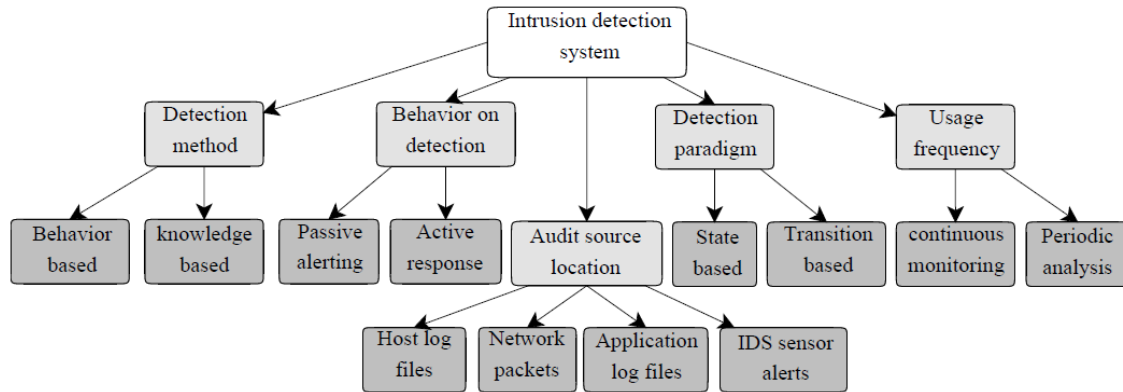 Intrusion detection
system
Detection
method
Behavior on
detection
Detection
paradigm
Usage
frequency
Behavior
based
knowledge
based
Passive
alerting
Active
response
Audit source
location
State
based
Transition
based
continuous
monitoring
Periodic
analysis
Host log
files
Network
packets
Application
log files
IDS sensor
alerts